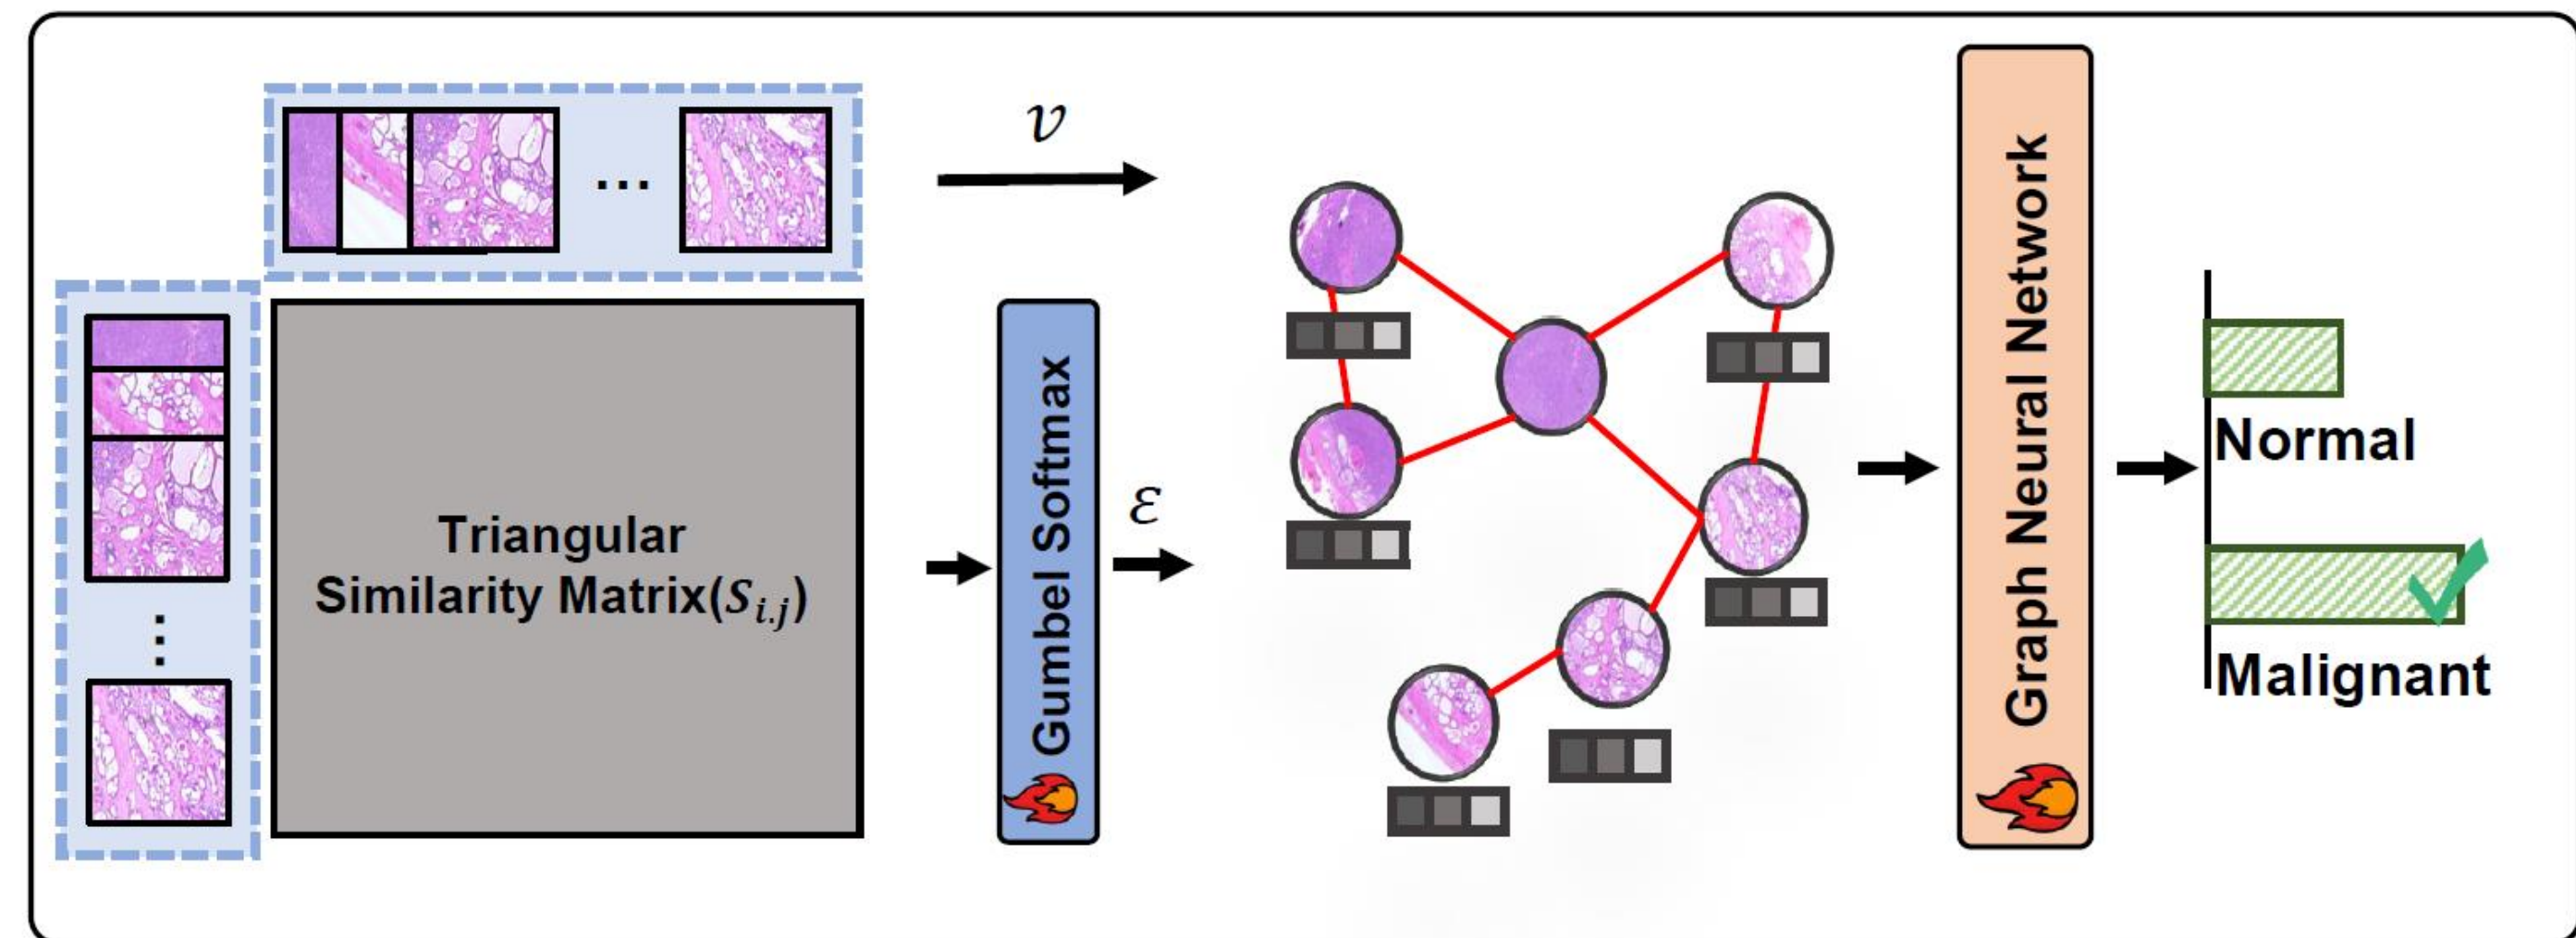 ...
v
Triangular
Similarity Matrix(S_{i.j})
⋮
Gumbel Softmax
ε
Graph Neural Network
Normal
Malignant